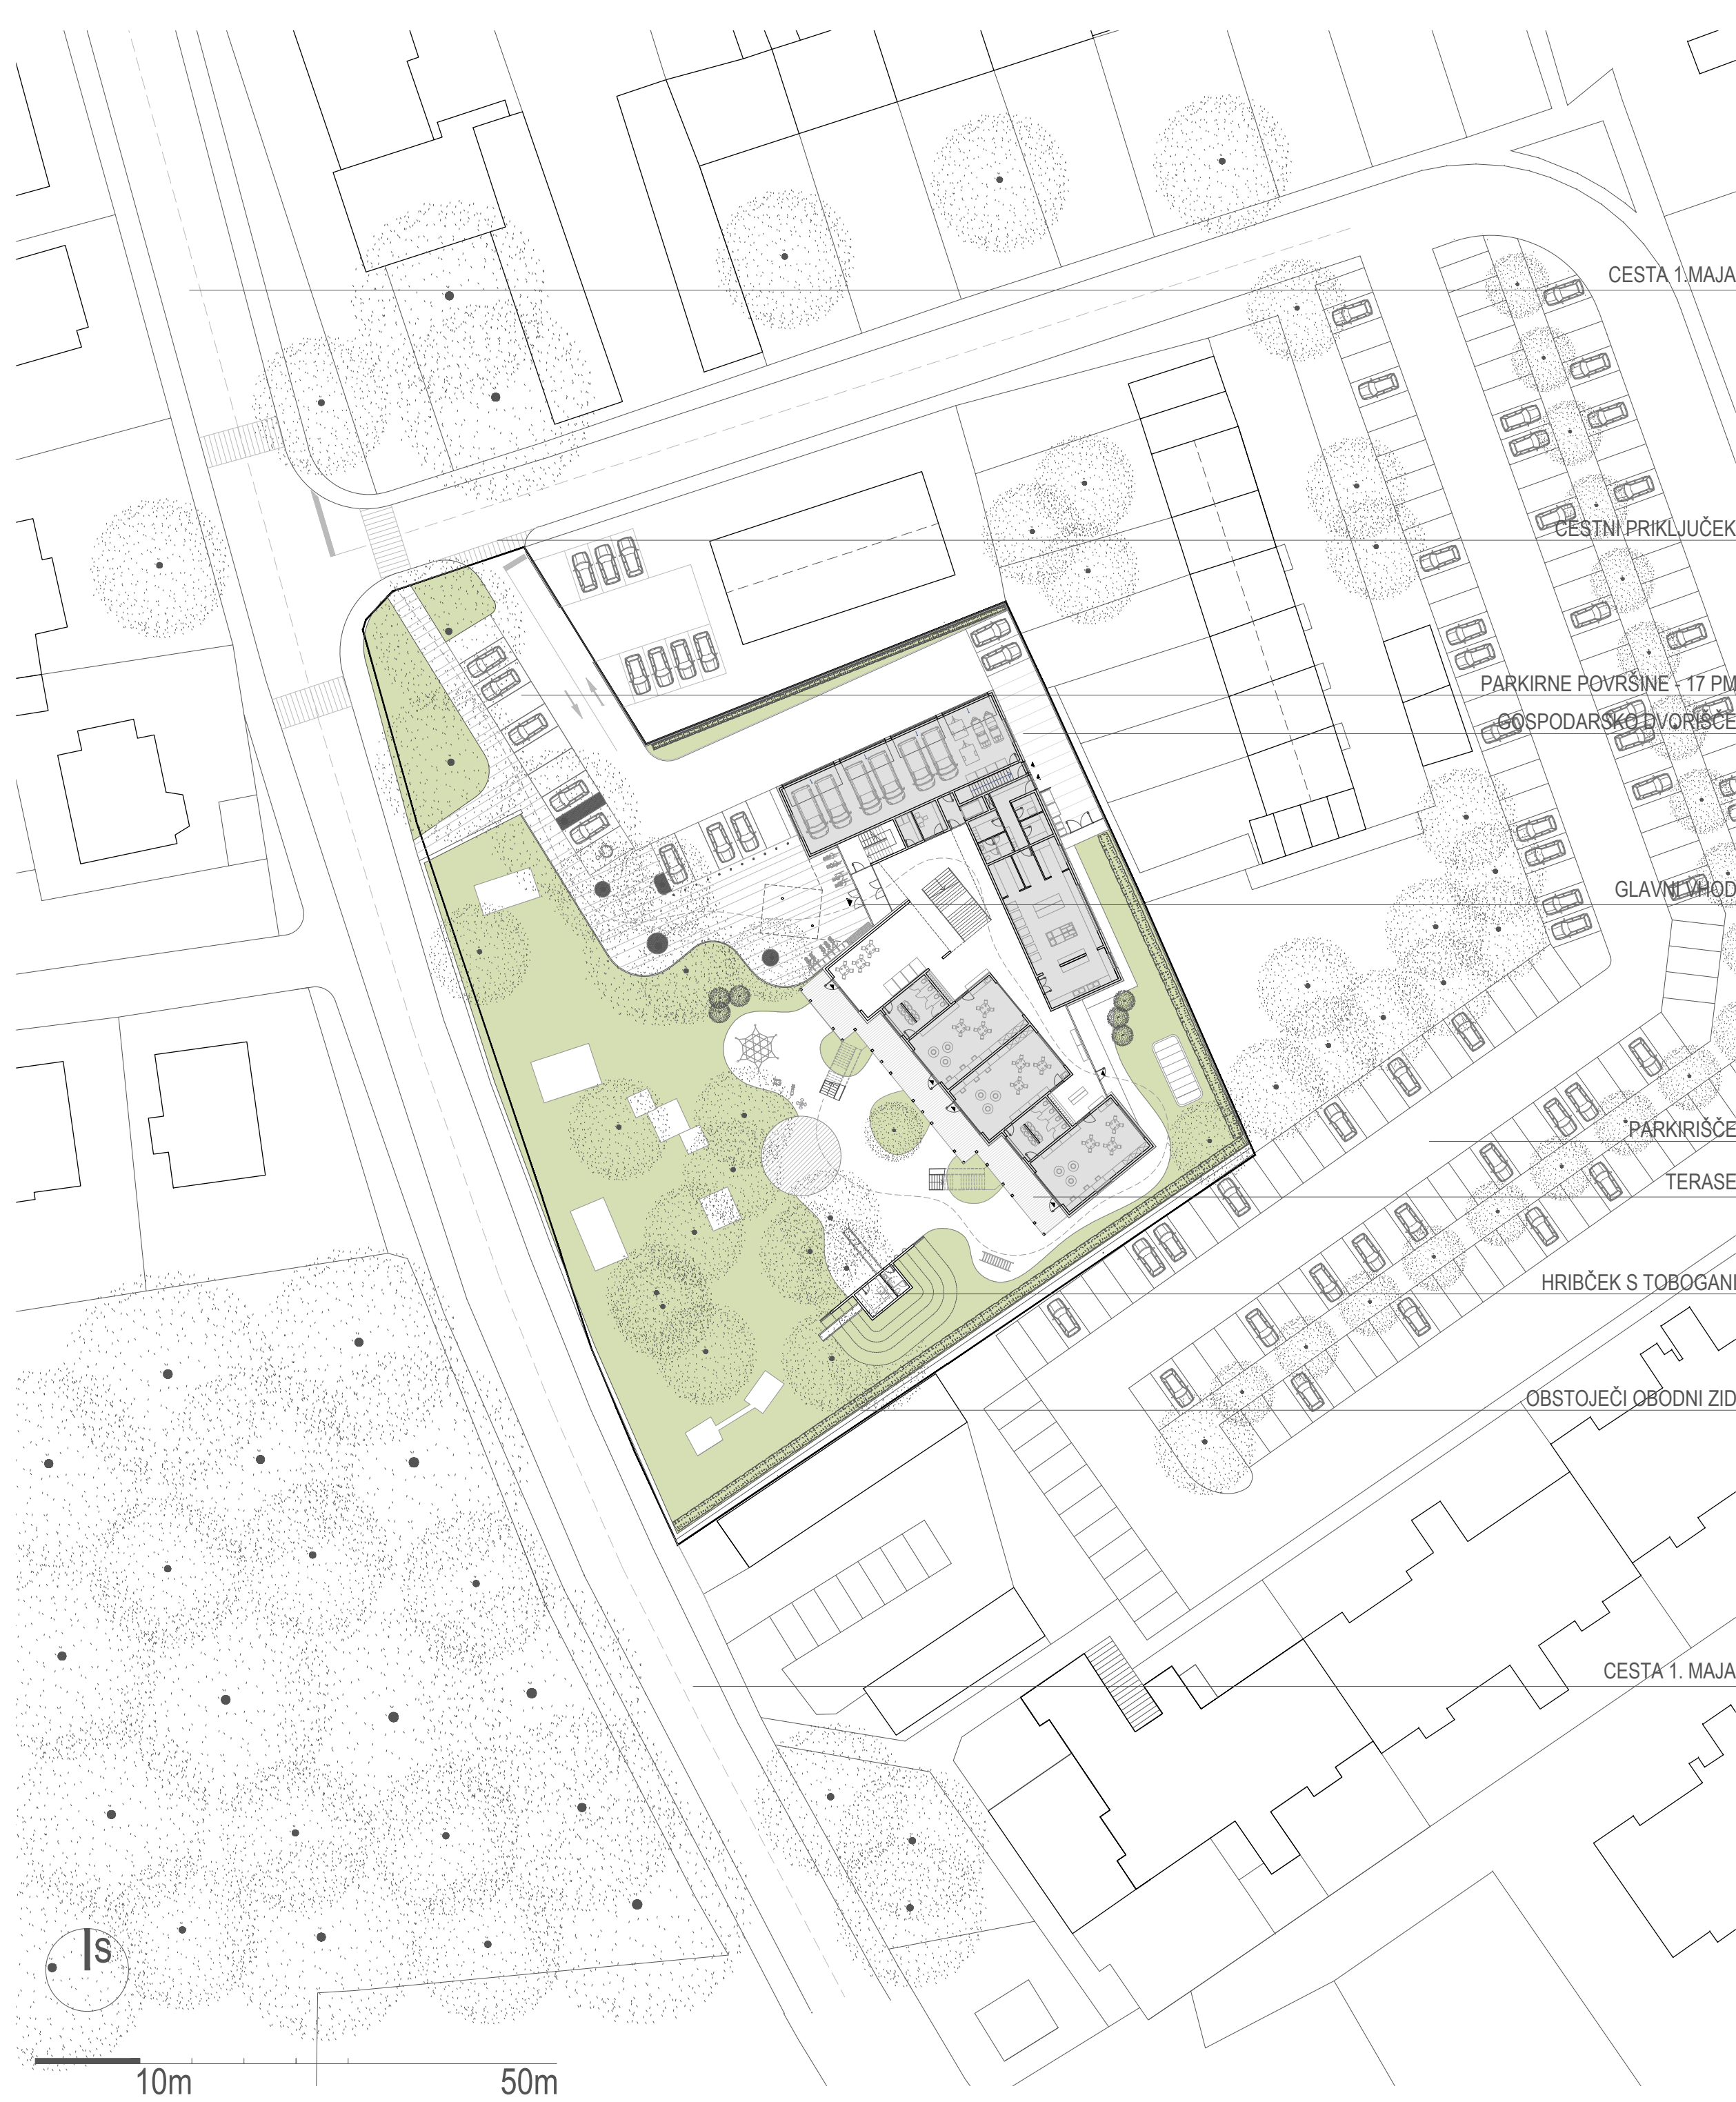 CESTA 1.MAJA
CESTNI PRIKLJUČEK
PARKIRNE POVRŠINE - 17 PM
GOSPODARSKO DVORIŠČE
GLAVNI VHOD
PARKIRIŠČE
TERASE
HRIBČEK S TOBOGANI
OBSTOJEČI OBODNI ZID
CESTA 1. MAJA
S
10m 50m